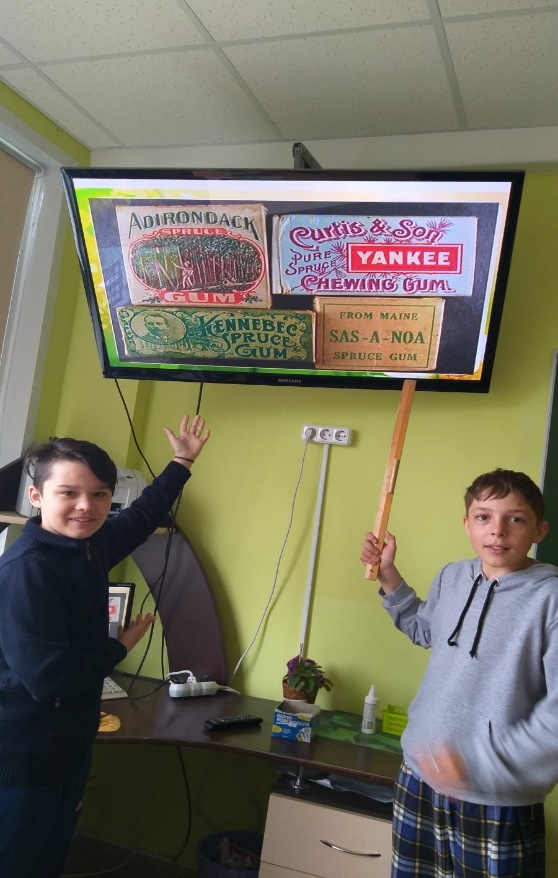 ADIRONDACK
SPRUCE
GUM
Curtis & Son
PURE
SPRUCE
YANKEE
CHEWING GUM.
KENNEBEC
SPRUCE
GUM
FROM MAINE
SAS-A-NOA
SPRUCE GUM
SAMSUNG